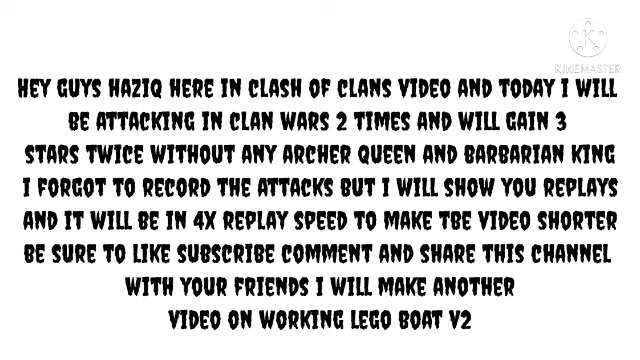 KINEMASTER
HEY GUYS HAZIQ HERE IN CLASH OF CLANS VIDEO AND TODAY I WILL
BE ATTACKING IN CLAN WARS 2 TIMES AND WILL GAIN 3
STARS TWICE WITHOUT ANY ARCHER QUEEN AND BARBARIAN KING
I FORGOT TO RECORD THE ATTACKS BUT I WILL SHOW YOU REPLAYS
AND IT WILL BE IN 4X REPLAY SPEED TO MAKE TBE VIDEO SHORTER
BE SURE TO LIKE SUBSCRIBE COMMENT AND SHARE THIS CHANNEL
WITH YOUR FRIENDS I WILL MAKE ANOTHER
VIDEO ON WORKING LEGO BOAT V2